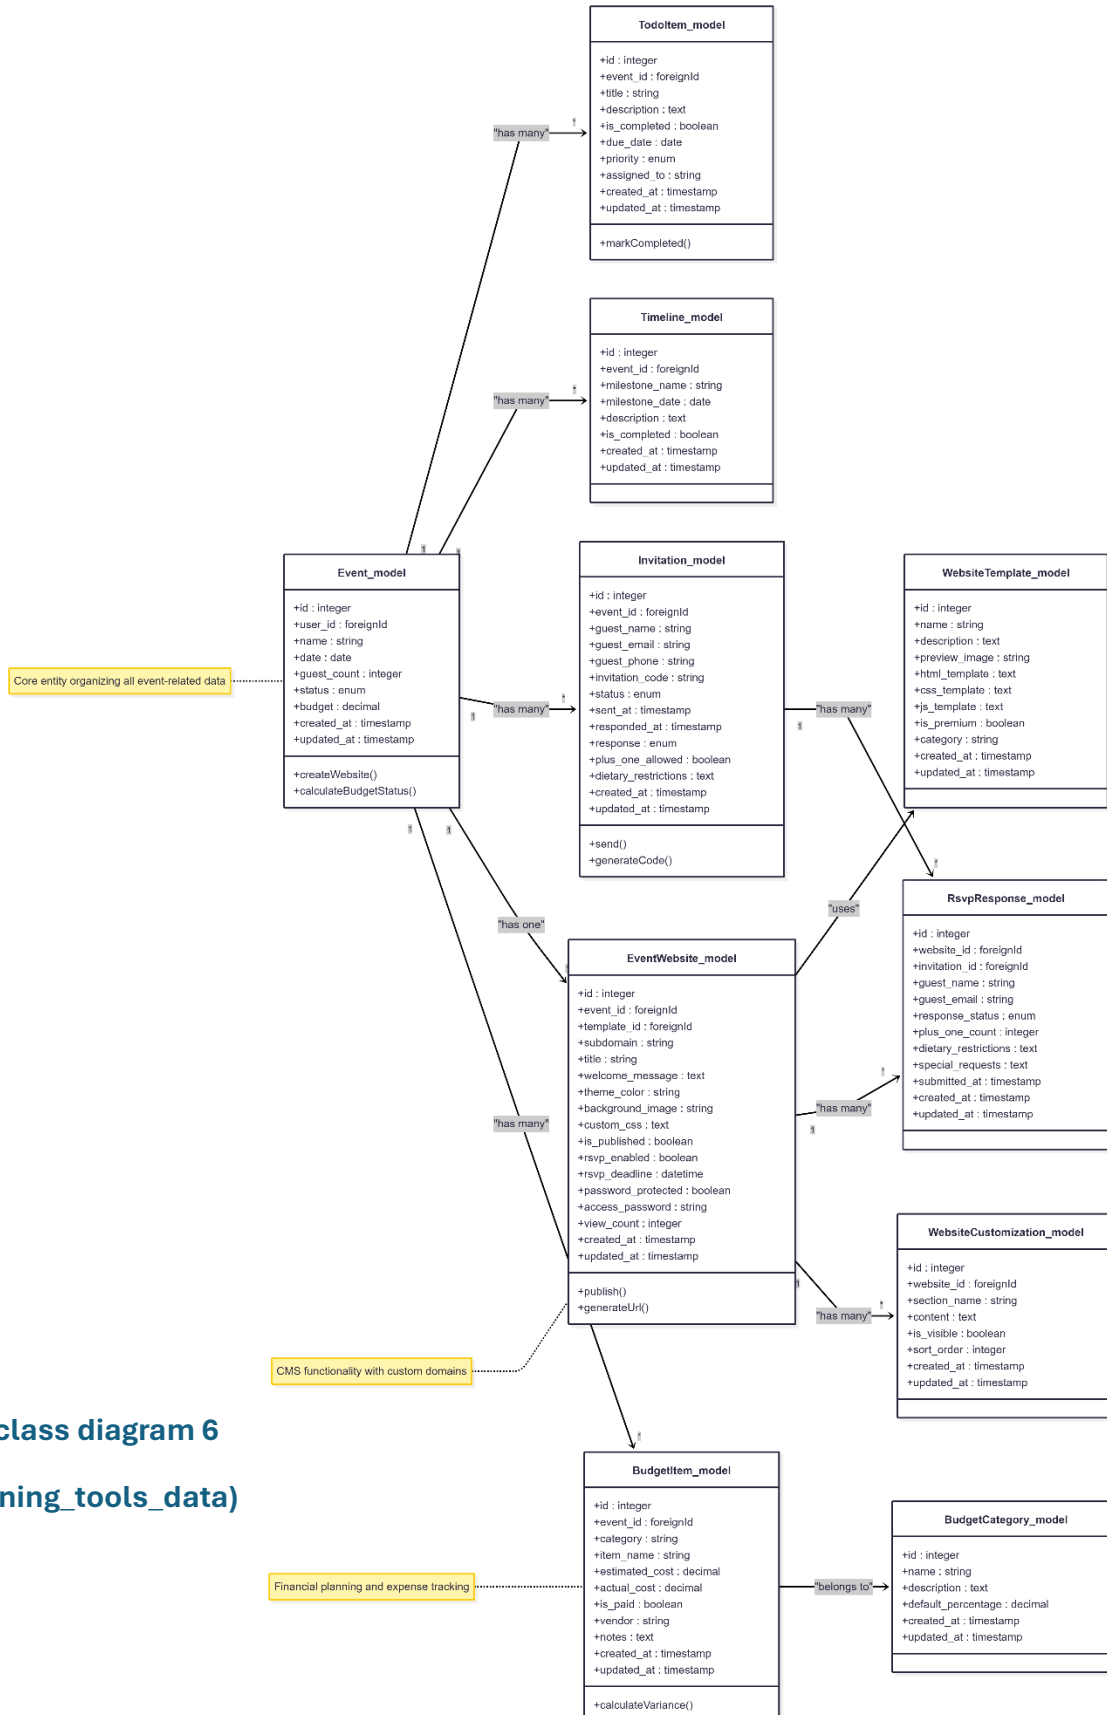 TodoItem_model
+id : integer
+event_id : foreignId
+title : string
+description : text
+is_completed : boolean
+due_date : date
+priority : enum
+assigned_to : string
+created_at : timestamp
+updated_at : timestamp
+markCompleted()
"has many"
*
Timeline_model
+id : integer
+event_id : foreignId
+milestone_name : string
+milestone_date : date
+description : text
+is_completed : boolean
+created_at : timestamp
+updated_at : timestamp
"has many"
*
1
1
Event_model
+id : integer
+user_id : foreignId
+name : string
+date : date
+guest_count : integer
+status : enum
+budget : decimal
+created_at : timestamp
+updated_at : timestamp
+createWebsite()
+calculateBudgetStatus()
Core entity organizing all event-related data
1
"has many"
*
Invitation_model
+id : integer
+event_id : foreignId
+guest_name : string
+guest_email : string
+guest_phone : string
+invitation_code : string
+status : enum
+sent_at : timestamp
+responded_at : timestamp
+response : enum
+plus_one_allowed : boolean
+dietary_restrictions : text
+created_at : timestamp
+updated_at : timestamp
+send()
+generateCode()
1
"has many"
*
WebsiteTemplate_model
+id : integer
+name : string
+description : text
+preview_image : string
+html_template : text
+css_template : text
+js_template : text
+is_premium : boolean
+category : string
+created_at : timestamp
+updated_at : timestamp
1
1
"has one"
"uses"
RsvpResponse_model
+id : integer
+website_id : foreignId
+invitation_id : foreignId
+guest_name : string
+guest_email : string
+response_status : enum
+plus_one_count : integer
+dietary_restrictions : text
+special_requests : text
+submitted_at : timestamp
+created_at : timestamp
+updated_at : timestamp
EventWebsite_model
+id : integer
+event_id : foreignId
+template_id : foreignId
+subdomain : string
+title : string
+welcome_message : text
+theme_color : string
+background_image : string
+custom_css : text
+is_published : boolean
+rsvp_enabled : boolean
+rsvp_deadline : datetime
+password_protected : boolean
+access_password : string
+view_count : integer
+created_at : timestamp
+updated_at : timestamp
+publish()
+generateUrl()
"has many"
1
"has many"
*
1
"has many"
*
WebsiteCustomization_model
+id : integer
+website_id : foreignId
+section_name : string
+content : text
+is_visible : boolean
+sort_order : integer
+created_at : timestamp
+updated_at : timestamp
CMS functionality with custom domains
class diagram 6
ning_tools_data)
*
BudgetItem_model
+id : integer
+event_id : foreignId
+category : string
+item_name : string
+estimated_cost : decimal
+actual_cost : decimal
+is_paid : boolean
+vendor : string
+notes : text
+created_at : timestamp
+updated_at : timestamp
+calculateVariance()
Financial planning and expense tracking
"belongs to"
BudgetCategory_model
+id : integer
+name : string
+description : text
+default_percentage : decimal
+created_at : timestamp
+updated_at : timestamp